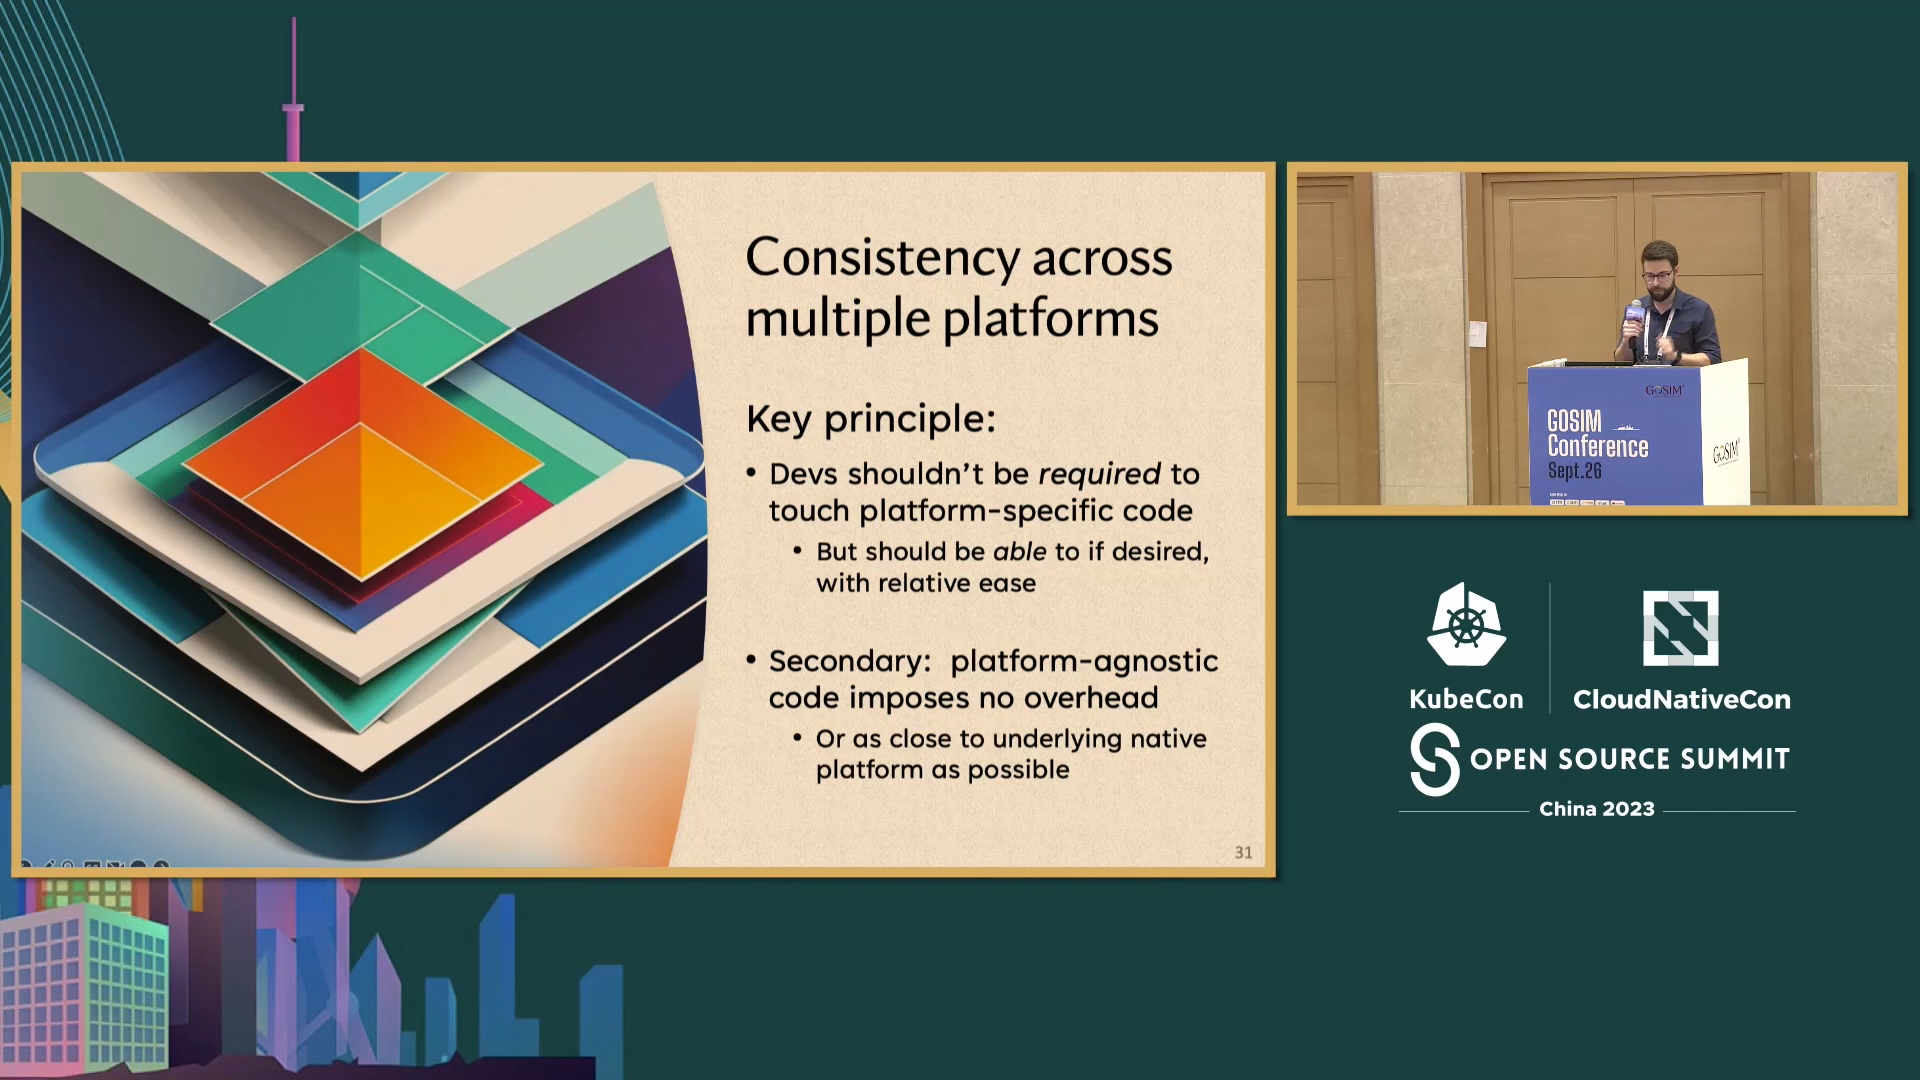 Consistency across
multiple platforms
Key principle:
• Devs shouldn't be required to
touch platform-specific code
• But should be able to if desired,
with relative ease
• Secondary: platform-agnostic
code imposes no overhead
• Or as close to underlying native
platform as possible
31
GOSIM
GOSIM
Conference
Sept.26
GOSIM
KubeCon
CloudNativeCon
OPEN SOURCE SUMMIT
China 2023